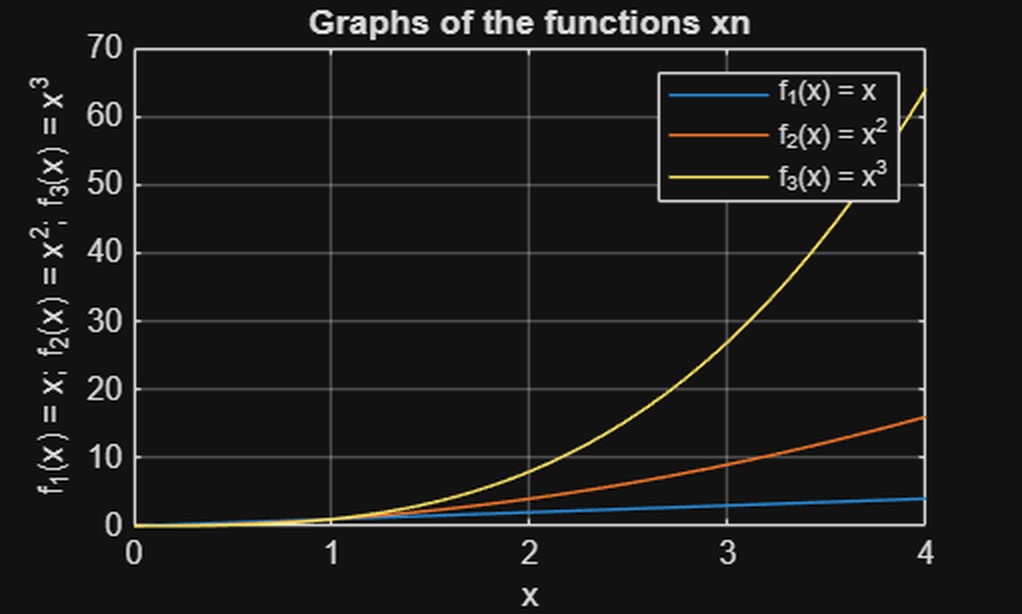 Graphs of the functions xn
f₁(x) = x; f₂(x) = x²; f₃(x) = x³
70
60
50
40
30
20
10
0
f₁(x) = x
f₂(x) = x²
f₃(x) = x³
0 1 2 3 4
x